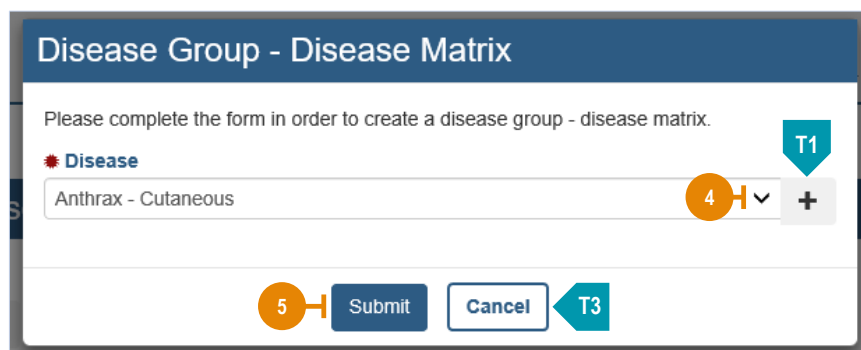 Disease Group - Disease Matrix
Please complete the form in order to create a disease group - disease matrix.
T1
✹ Disease
Anthrax - Cutaneous
4
+
5
Submit
Cancel
T3